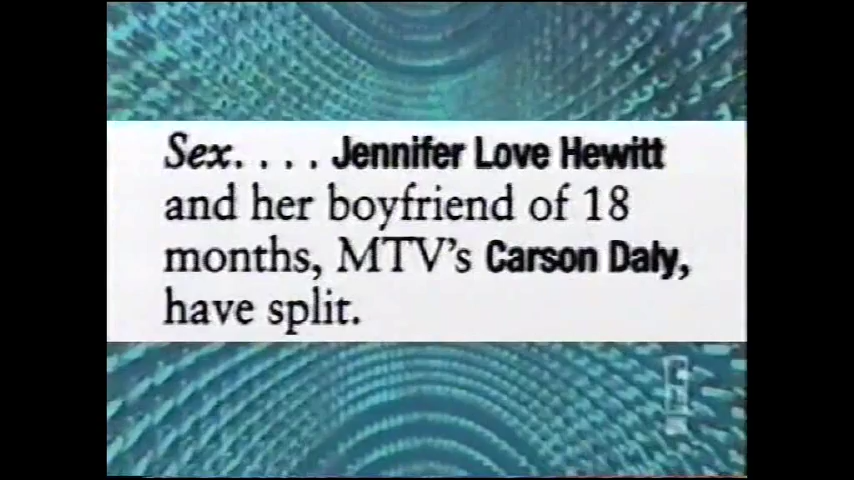 Sex. . . . Jennifer Love Hewitt
and her boyfriend of 18
months, MTV's Carson Daly,
have split.
E!